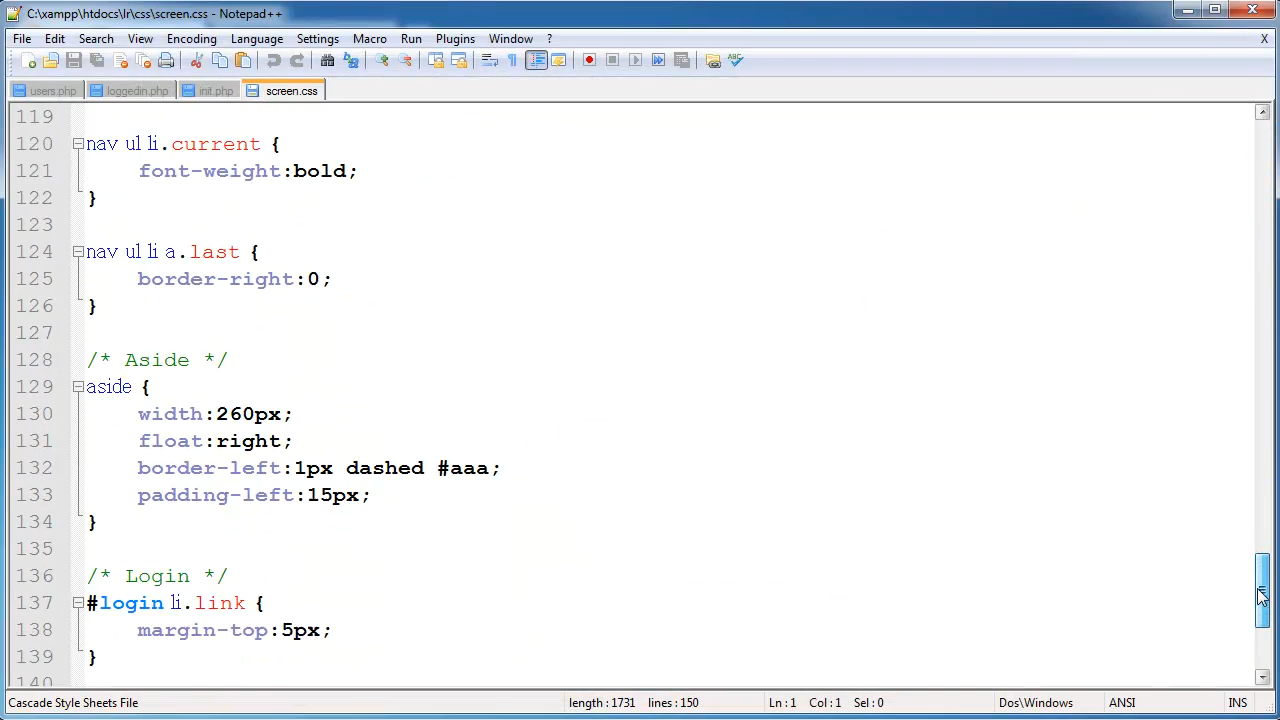 C:\xampp\htdocs\lr\css\screen.css - Notepad++
File Edit Search View Encoding Language Settings Macro Run Plugins Window ? X
users.php loggedin.php init.php screen.css
119
120 nav ul li.current {
121 font-weight:bold;
122 }
123
124 nav ul li a.last {
125 border-right:0;
126 }
127
128 /* Aside */
129 aside {
130 width:260px;
131 float:right;
132 border-left:1px dashed #aaa;
133 padding-left:15px;
134 }
135
136 /* Login */
137 #login li.link {
138 margin-top:5px;
139 }
140
Cascade Style Sheets File length : 1731 lines : 150 Ln : 1 Col : 1 Sel : 0 Dos\Windows ANSI INS